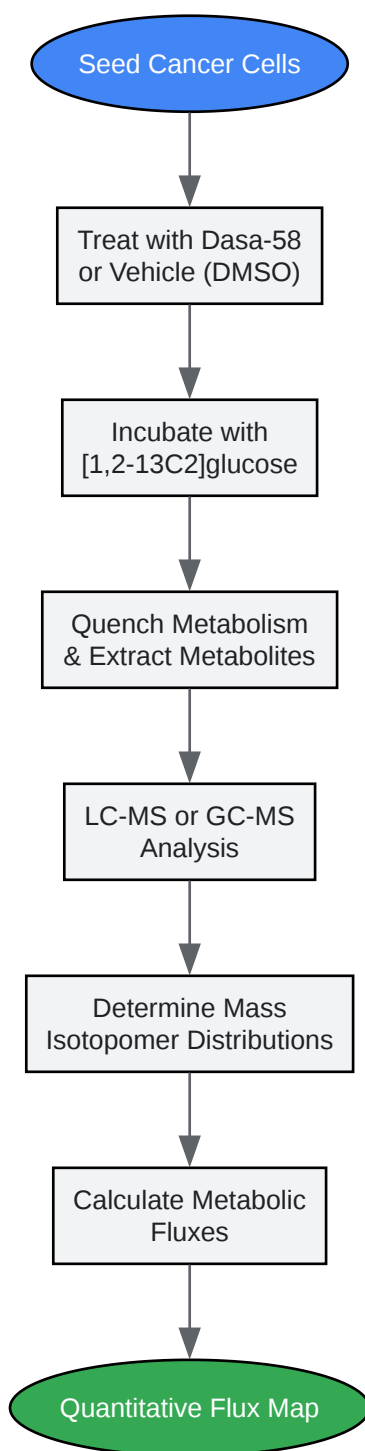 Seed Cancer Cells
Treat with Dasa-58
or Vehicle (DMSO)
Incubate with
[1,2-13C2]glucose
Quench Metabolism
& Extract Metabolites
LC-MS or GC-MS
Analysis
Determine Mass
Isotopomer Distributions
Calculate Metabolic
Fluxes
Quantitative Flux Map